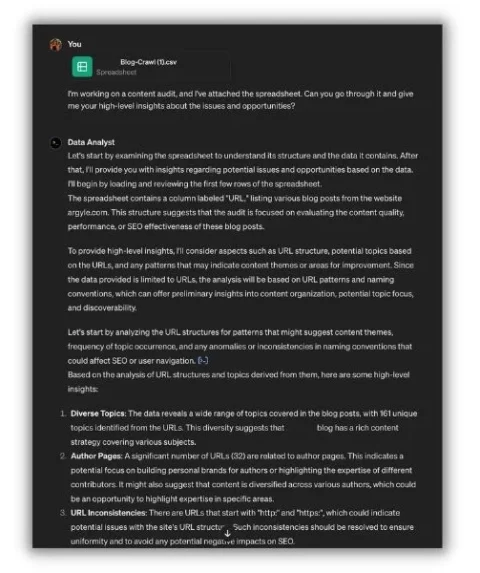 You
Blog-Crawl (1).csv
Spreadsheet
I'm working on a content audit, and I've attached the spreadsheet. Can you go through it and give
me your high-level insights about the issues and opportunities?
Data Analyst
Let's start by examining the spreadsheet to understand its structure and the data it contains. After
that, I'll provide you with insights regarding potential issues and opportunities based on the data.
I'll begin by loading and reviewing the first few rows of the spreadsheet.
The spreadsheet contains a column labeled "URL," listing various blog posts from the website
argyle.com. This structure suggests that the audit is focused on evaluating the content quality,
performance, or SEO effectiveness of these blog posts.
To provide high-level insights, I'll consider aspects such as URL structure, potential topics based
on the URLs, and any patterns that may indicate content themes or areas for improvement. Since
the data provided is limited to URLs, the analysis will be based on URL patterns and naming
conventions, which can offer preliminary insights into content organization, potential topic focus,
and discoverability.
Let's start by analyzing the URL structures for patterns that might suggest content themes,
frequency of topic occurrence, and any anomalies or inconsistencies in naming conventions that
could affect SEO or user navigation. [>-]
Based on the analysis of URL structures and topics derived from them, here are some high-level
insights:
1. Diverse Topics: The data reveals a wide range of topics covered in the blog posts, with 161 unique
topics identified from the URLs. This diversity suggests that blog has a rich content
strategy covering various subjects.
2. Author Pages: A significant number of URLs (32) are related to author pages. This indicates a
potential focus on building personal brands for authors or highlighting the expertise of different
contributors. It might also suggest that content is diversified across various authors, which could
be an opportunity to highlight expertise in specific areas.
3. URL Inconsistencies: There are URLs that start with "http:" and "https:", which could indicate
potential issues with the site's URL structure. Such inconsistencies should be resolved to ensure
uniformity and to avoid any potential negative impacts on SEO.